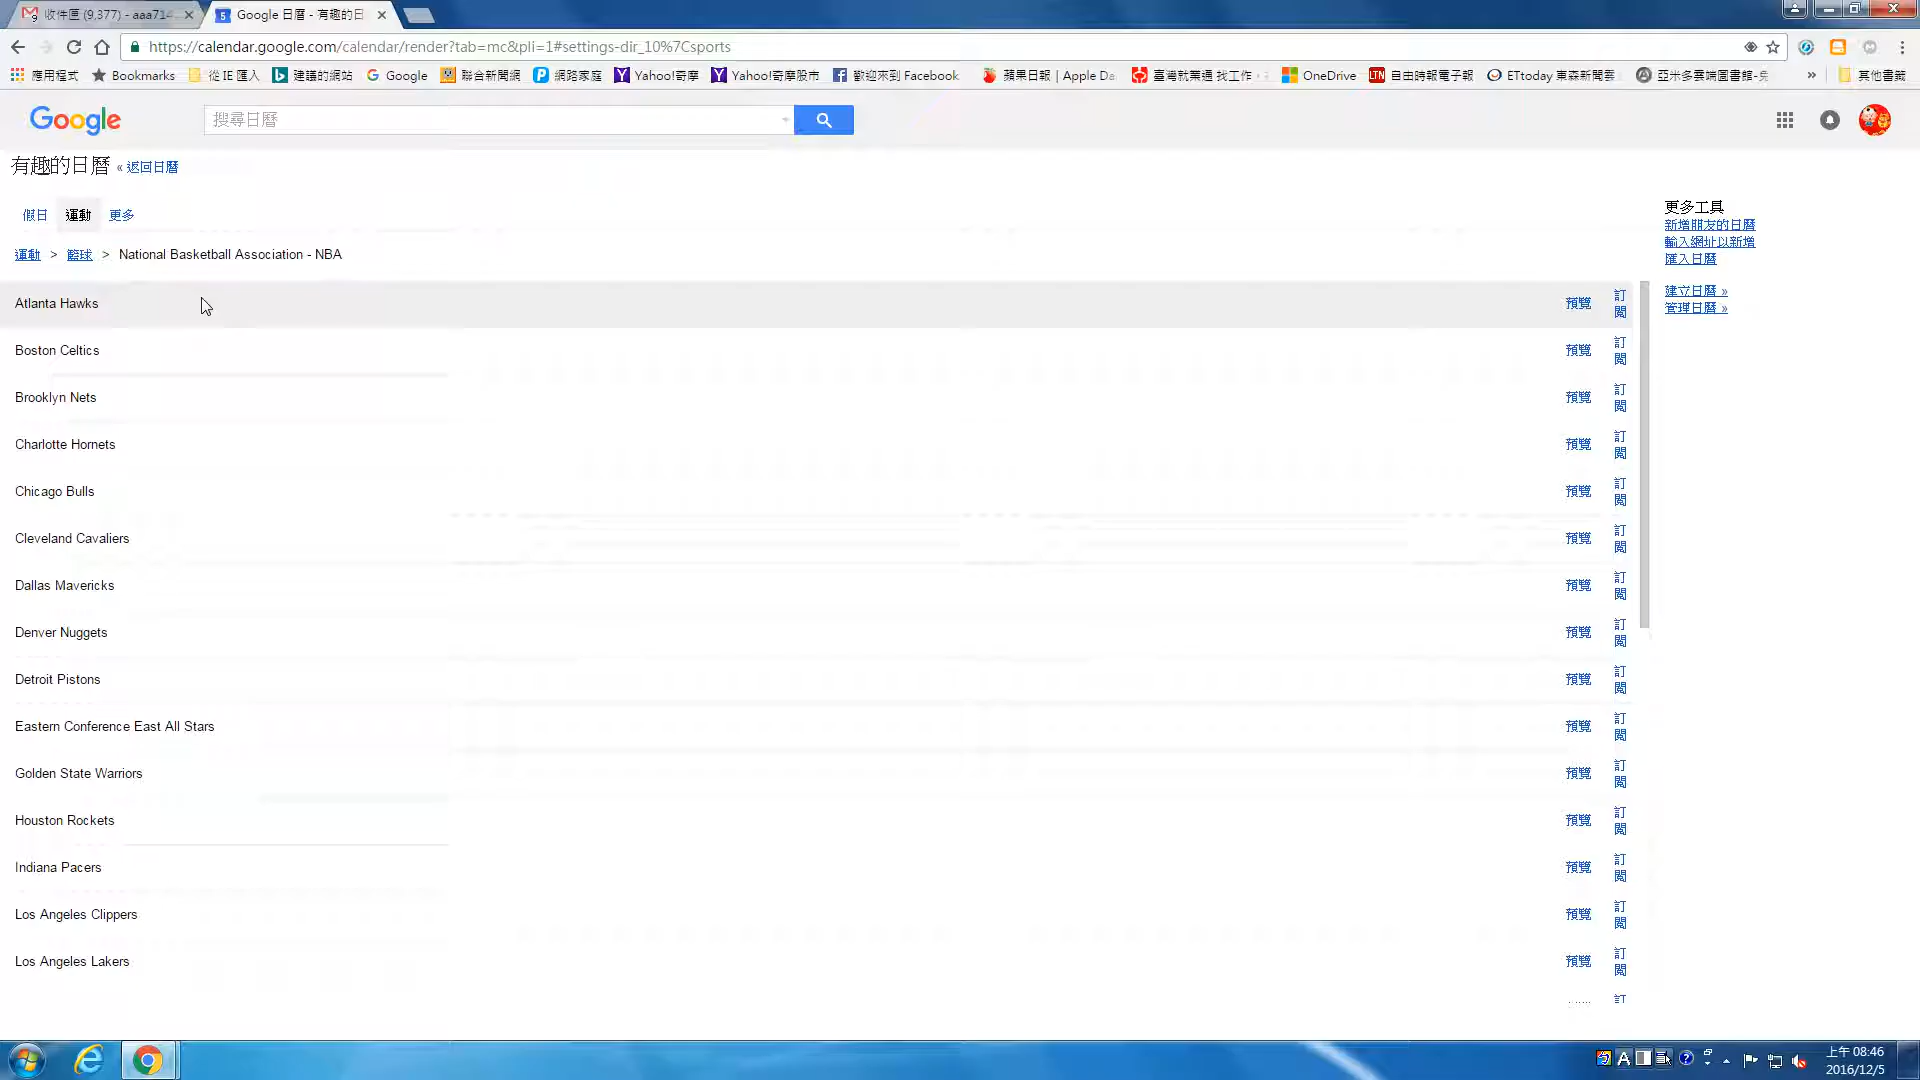 收件匣 (9,377) - aaa714
Google 日曆 - 有趣的日
https://calendar.google.com/calendar/render?tab=mc&pli=1#settings-dir_10%7Csports
應用程式 Bookmarks 從 IE 匯入 建議的網站 Google 聯合新聞網 網路家庭 Yahoo!奇摩 Yahoo!奇摩股市 歡迎來到 Facebook 蘋果日報 | Apple Da 臺灣就業通 找工作 OneDrive 自由時報電子報 ETtoday 東森新聞雲 亞米多雲端圖書館-免 » 其他書籤
Google 搜尋日曆
有趣的日曆 « 返回日曆
假日 運動 更多
運動 > 籃球 > National Basketball Association - NBA
Atlanta Hawks 預覽 訂閱
Boston Celtics 預覽 訂閱
Brooklyn Nets 預覽 訂閱
Charlotte Hornets 預覽 訂閱
Chicago Bulls 預覽 訂閱
Cleveland Cavaliers 預覽 訂閱
Dallas Mavericks 預覽 訂閱
Denver Nuggets 預覽 訂閱
Detroit Pistons 預覽 訂閱
Eastern Conference East All Stars 預覽 訂閱
Golden State Warriors 預覽 訂閱
Houston Rockets 預覽 訂閱
Indiana Pacers 預覽 訂閱
Los Angeles Clippers 預覽 訂閱
Los Angeles Lakers 預覽 訂閱
更多工具
新增朋友的日曆
輸入網址以新增
匯入日曆
建立日曆 »
管理日曆 »
上午 08:46
2016/12/5